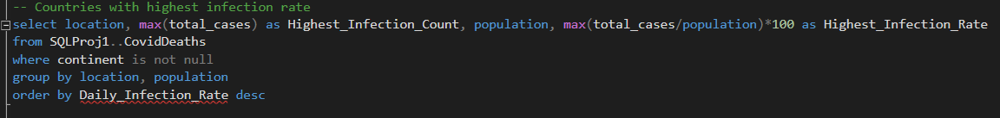 -- Countries with highest infection rate
select location, max(total_cases) as Highest_Infection_Count, population, max(total_cases/population)*100 as Highest_Infection_Rate
from SQLProj1..CovidDeaths
where continent is not null
group by location, population
order by Daily_Infection_Rate desc